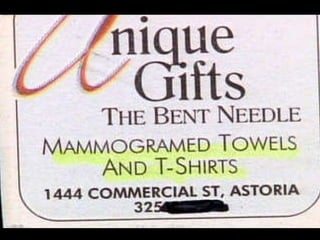 Unique
Gifts
THE BENT NEEDLE
MAMMOGRAMED TOWELS
AND T-SHIRTS
1444 COMMERCIAL ST, ASTORIA
325